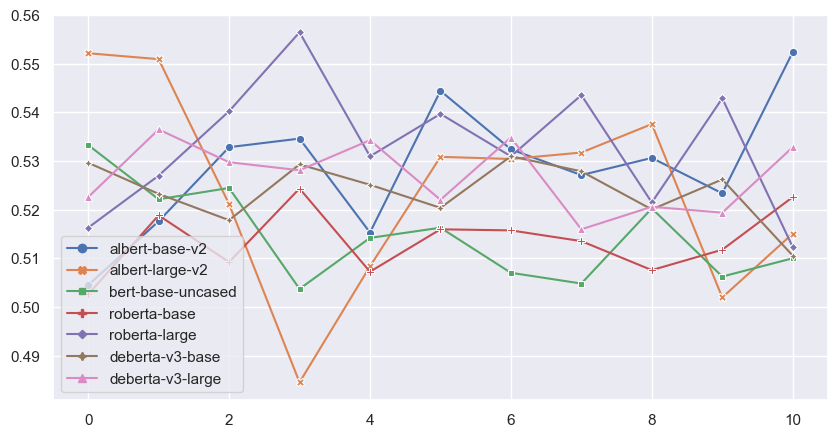 0.56
0.55
0.54
0.53
0.52
0.51
0.50
0.49
albert-base-v2
albert-large-v2
bert-base-uncased
roberta-base
roberta-large
deberta-v3-base
deberta-v3-large
0 2 4 6 8 10